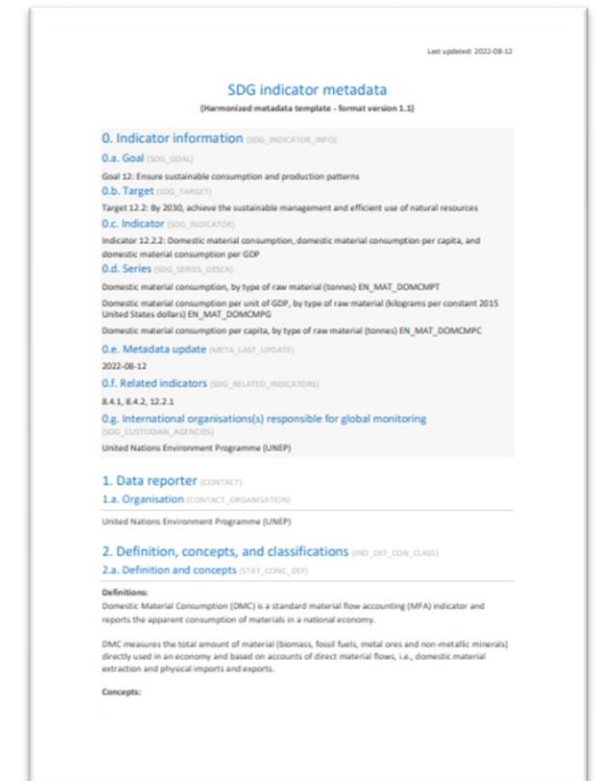 Last updated: 2022-08-12
SDG indicator metadata
(Harmonized metadata template - format version 1.1)
0. Indicator information (SDG_INDICATOR_INFO)
0.a. Goal (SDG_GOAL)
Goal 12: Ensure sustainable consumption and production patterns
0.b. Target (SDG_TARGET)
Target 12.2: By 2030, achieve the sustainable management and efficient use of natural resources
0.c. Indicator (SDG_INDICATOR)
Indicator 12.2.2: Domestic material consumption, domestic material consumption per capita, and
domestic material consumption per GDP
0.d. Series (SDG_SERIES_DESCR)
Domestic material consumption, by type of raw material (tonnes) EN_MAT_DOMCMPT
Domestic material consumption per unit of GDP, by type of raw material (kilograms per constant 2015
United States dollars) EN_MAT_DOMCMPG
Domestic material consumption per capita, by type of raw material (tonnes) EN_MAT_DOMCMPC
0.e. Metadata update (META_LAST_UPDATE)
2022-08-12
0.f. Related indicators (SDG_RELATED_INDICATORS)
8.4.1, 8.4.2, 12.2.1
0.g. International organisations(s) responsible for global monitoring
(SDG_CUSTODIAN_AGENCIES)
United Nations Environment Programme (UNEP)
1. Data reporter (CONTACT)
1.a. Organisation (CONTACT_ORGANISATION)
United Nations Environment Programme (UNEP)
2. Definition, concepts, and classifications (IND_DEF_CON_CLASS)
2.a. Definition and concepts (STAT_CONC_DEF)
Definitions:
Domestic Material Consumption (DMC) is a standard material flow accounting (MFA) indicator and
reports the apparent consumption of materials in a national economy.
DMC measures the total amount of material (biomass, fossil fuels, metal ores and non-metallic minerals)
directly used in an economy and based on accounts of direct material flows, i.e., domestic material
extraction and physical imports and exports.
Concepts: